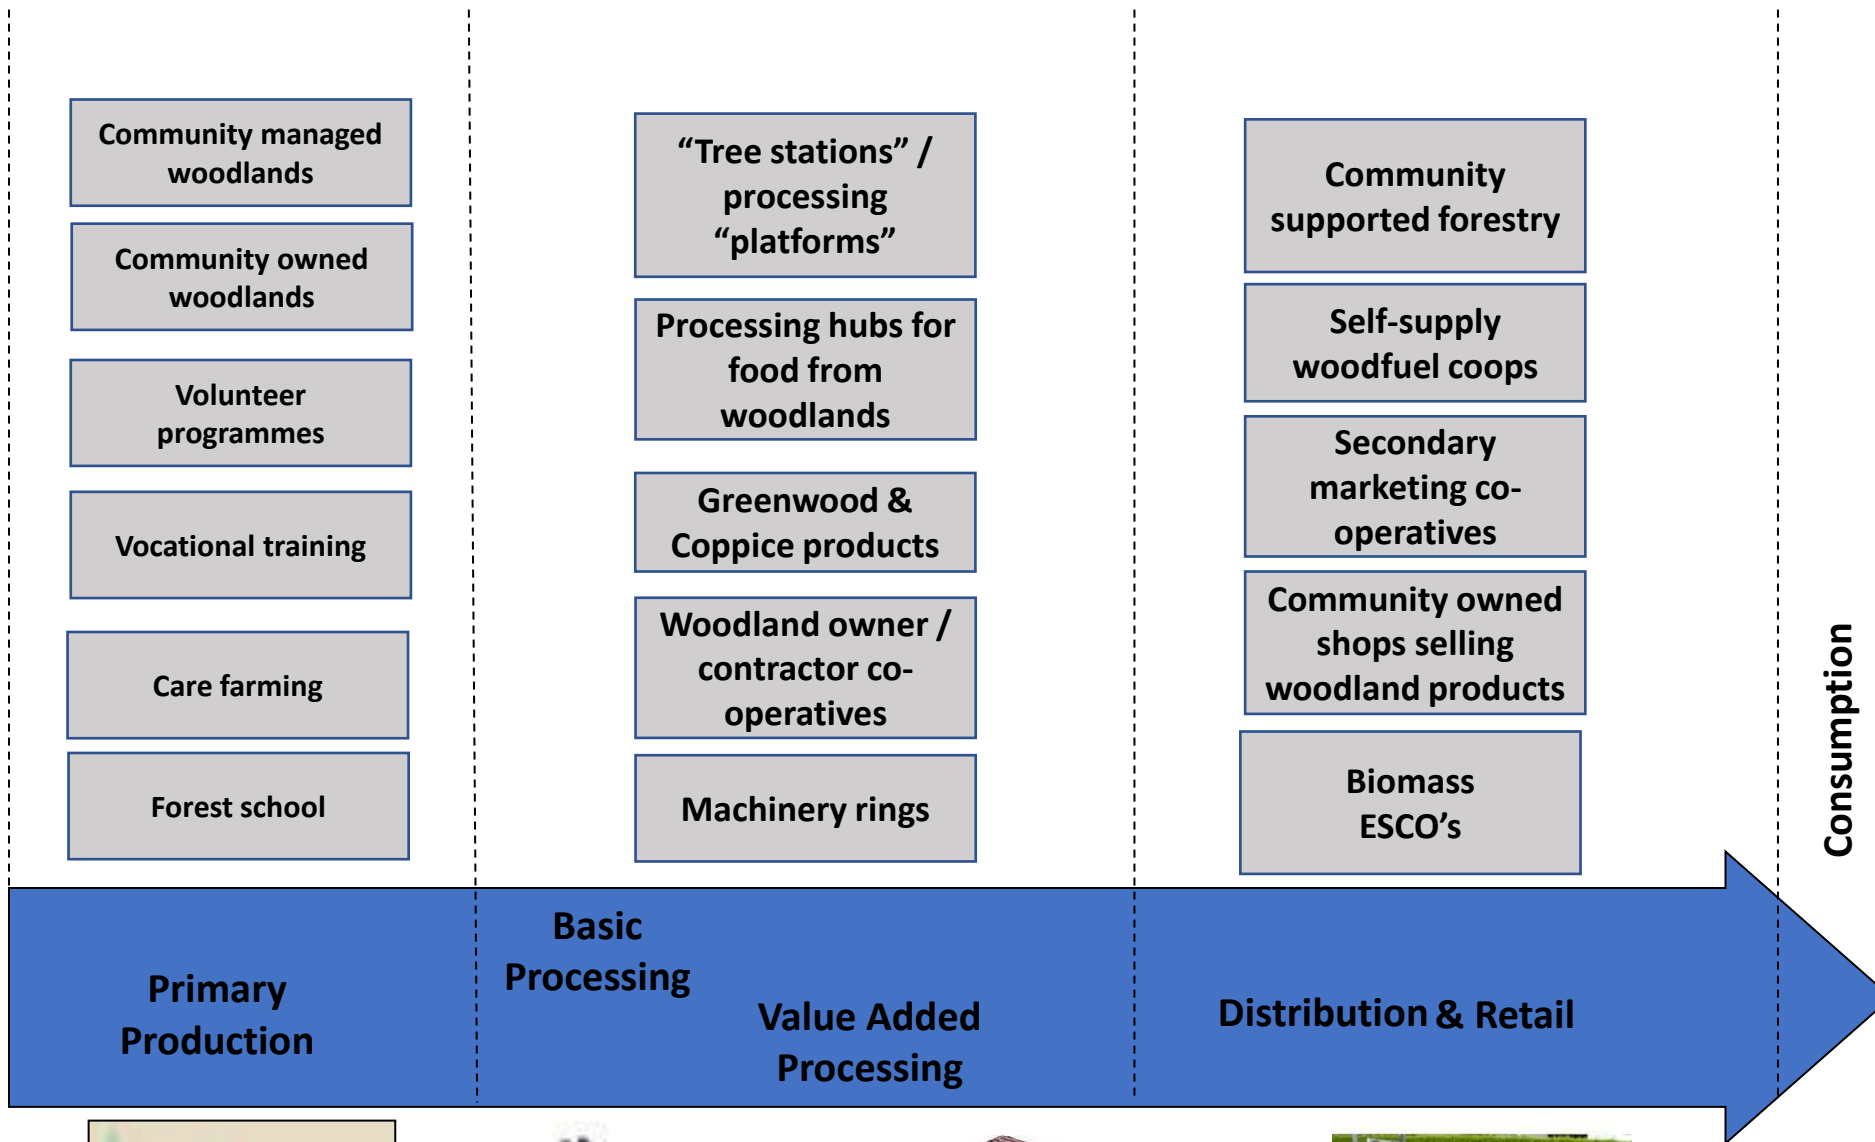 Community managed
woodlands
Community owned
woodlands
Volunteer
programmes
Vocational training
Care farming
Forest school
“Tree stations” /
processing
“platforms”
Processing hubs for
food from
woodlands
Greenwood &
Coppice products
Woodland owner /
contractor co-
operatives
Machinery rings
Community
supported forestry
Self-supply
woodfuel coops
Secondary
marketing co-
operatives
Community owned
shops selling
woodland products
Biomass
ESCO’s
Consumption
Primary
Production
Basic
Processing
Value Added
Processing
Distribution & Retail